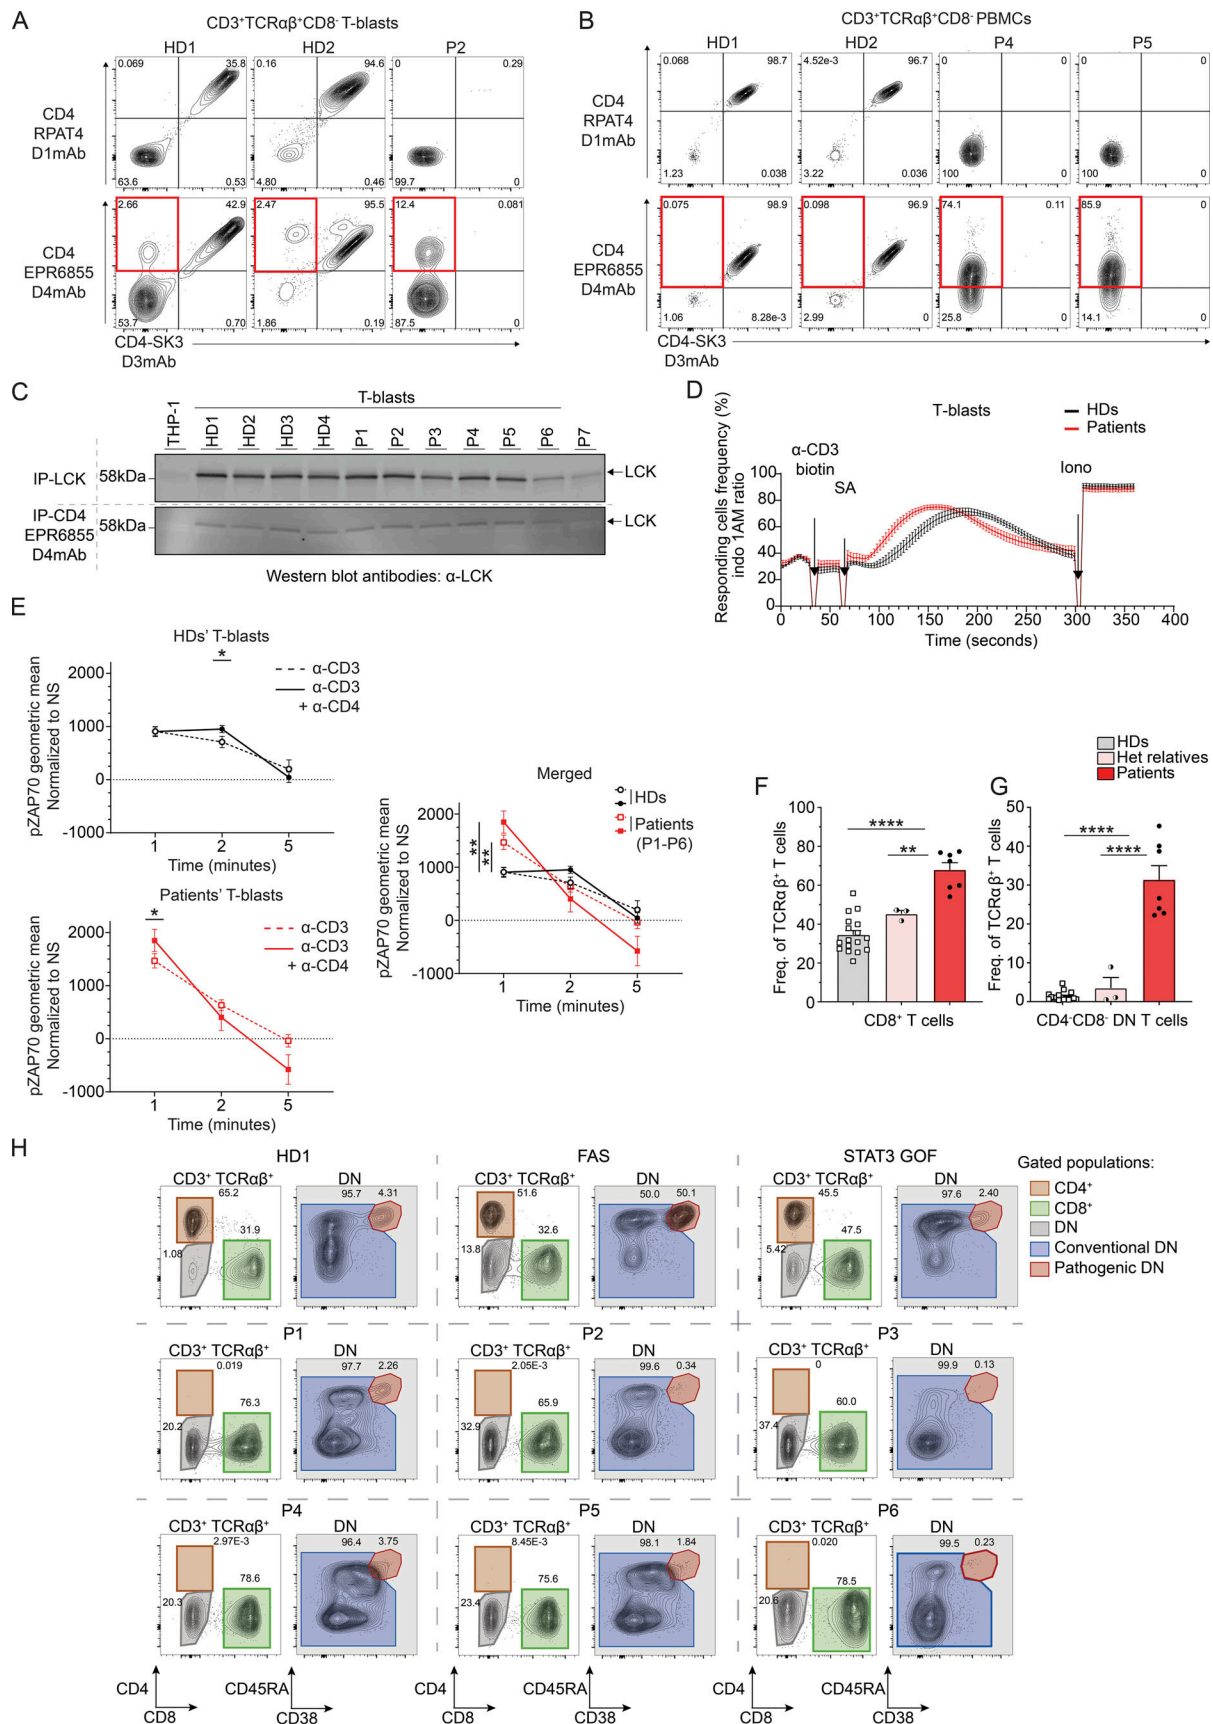 A
CD3⁺TCRαβ⁺CD8⁻ T-blasts
HD1 HD2 P2
0.069 35.8 0.16 94.6 0 0.29
CD4
RPAT4
D1mAb
63.6 0.53 4.80 0.46 99.7 0
2.66 42.9 2.47 95.5 12.4 0.081
CD4
EPR6855
D4mAb
53.7 0.70 1.86 0.19 87.5 0
CD4-SK3
D3mAb
B
CD3⁺TCRαβ⁺CD8⁻ PBMCs
HD1 HD2 P4 P5
0.068 98.7 4.52e-3 96.7 0 0 0 0
CD4
RPAT4
D1mAb
1.23 0.038 3.22 0.036 100 0 100 0
0.075 98.9 0.098 96.9 74.1 0.11 85.9 0
CD4
EPR6855
D4mAb
1.06 8.28e-3 2.99 0 25.8 0 14.1 0
CD4-SK3
D3mAb
C
T-blasts
THP-1 HD1 HD2 HD3 HD4 P1 P2 P3 P4 P5 P6 P7
IP-LCK 58kDa LCK
IP-CD4
EPR6855
D4mAb
58kDa LCK
Western blot antibodies: α-LCK
D
T-blasts
HDs
Patients
Responding cells frequency (%)
indo 1AM ratio
α-CD3
biotin
SA
Iono
100
80
60
40
20
0
0 50 100 150 200 250 300 350 400
Time (seconds)
E
HDs' T-blasts
*
α-CD3
α-CD3
+ α-CD4
pZAP70 geometric mean
Normalized to NS
2000
1000
0
-1000
1 2 5
Time (minutes)
Patients' T-blasts
*
α-CD3
α-CD3
+ α-CD4
pZAP70 geometric mean
Normalized to NS
2000
1000
0
-1000
1 2 5
Time (minutes)
Merged
HDs
Patients
(P1-P6)
** **
pZAP70 geometric mean
Normalized to NS
2000
1000
0
-1000
1 2 5
Time (minutes)
HDs
Het relatives
Patients
F
Freq. of TCRαβ⁺ T cells
100
80
60
40
20
0
****
**
CD8⁺ T cells
G
Freq. of TCRαβ⁺ T cells
50
40
30
20
10
0
****
****
CD4⁻CD8⁻ DN T cells
H
HD1 FAS STAT3 GOF
CD3⁺ TCRαβ⁺ DN CD3⁺ TCRαβ⁺ DN CD3⁺ TCRαβ⁺ DN
65.2 95.7 4.31 51.6 50.0 50.1 45.5 97.6 2.40
31.9 32.6 47.5
1.08 13.8 5.42
Gated populations:
CD4⁺
CD8⁺
DN
Conventional DN
Pathogenic DN
P1 P2 P3
CD3⁺ TCRαβ⁺ DN CD3⁺ TCRαβ⁺ DN CD3⁺ TCRαβ⁺ DN
0.019 97.7 2.26 2.05E-3 99.6 0.34 0 99.9 0.13
76.3 65.9 60.0
20.2 32.9 37.4
P4 P5 P6
CD3⁺ TCRαβ⁺ DN CD3⁺ TCRαβ⁺ DN CD3⁺ TCRαβ⁺ DN
2.97E-3 96.4 3.75 8.45E-3 98.1 1.84 0.020 99.5 0.23
78.6 75.6 78.5
20.3 23.4 20.6
CD4 CD45RA CD4 CD45RA CD4 CD45RA
CD8 CD38 CD8 CD38 CD8 CD38